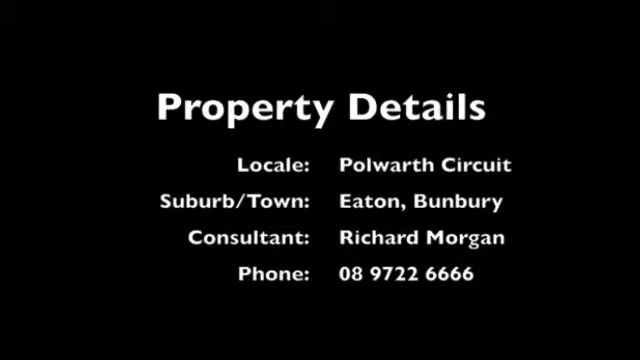 Property Details
Locale: Polwarth Circuit
Suburb/Town: Eaton, Bunbury
Consultant: Richard Morgan
Phone: 08 9722 6666